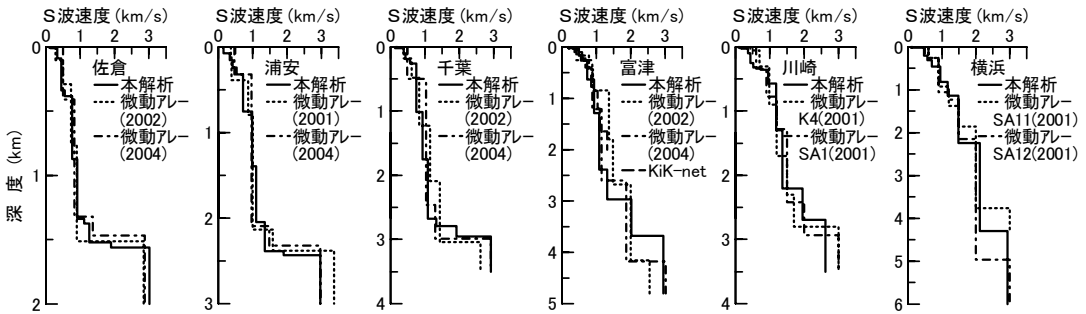 S波速度 (km/s) S波速度 (km/s) S波速度 (km/s) S波速度 (km/s) S波速度 (km/s) S波速度 (km/s)
0 1 2 3 0 1 2 3 0 1 2 3 0 1 2 3 0 1 2 3 0 1 2 3
深 度 (km)
0
1
2
佐倉
本解析
微動アレー
(2002)
微動アレー
(2004)
0
1
2
3
浦安
本解析
微動アレー
(2001)
微動アレー
(2004)
0
1
2
3
4
千葉
本解析
微動アレー
(2002)
微動アレー
(2004)
0
1
2
3
4
5
富津
本解析
微動アレー
(2002)
微動アレー
(2004)
KiK-net
0
1
2
3
4
川崎
本解析
微動アレー
K4(2001)
微動アレー
SA1(2001)
0
1
2
3
4
5
6
横浜
本解析
微動アレー
SA11(2001)
微動アレー
SA12(2001)